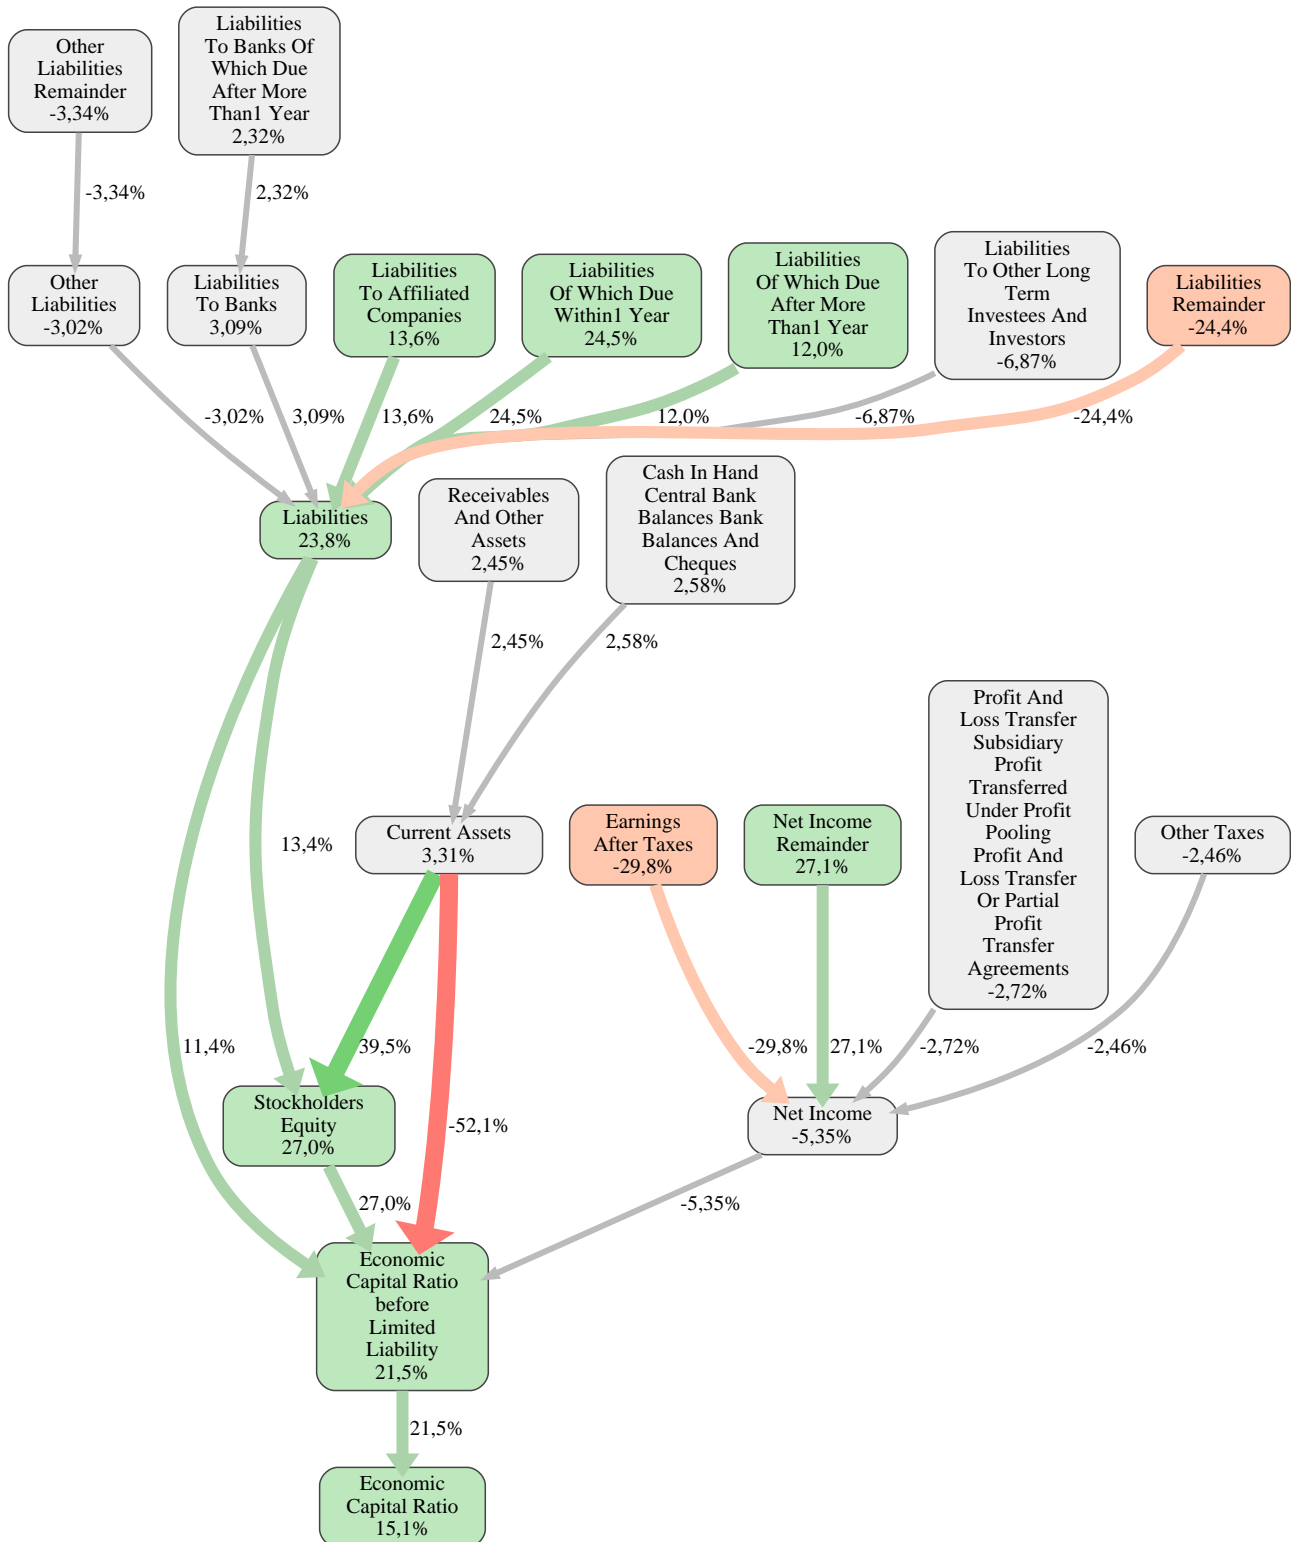 Other
Liabilities
Remainder
-3,34%
Liabilities
To Banks Of
Which Due
After More
Than1 Year
2,32%
-3,34%
2,32%
Other
Liabilities
-3,02%
Liabilities
To Banks
3,09%
Liabilities
To Affiliated
Companies
13,6%
Liabilities
Of Which Due
Within1 Year
24,5%
Liabilities
Of Which Due
After More
Than1 Year
12,0%
Liabilities
To Other Long
Term
Investees And
Investors
-6,87%
Liabilities
Remainder
-24,4%
-3,02%
3,09%
13,6%
24,5%
12,0%
-6,87%
-24,4%
Liabilities
23,8%
Receivables
And Other
Assets
2,45%
Cash In Hand
Central Bank
Balances Bank
Balances And
Cheques
2,58%
2,45%
2,58%
13,4%
Current Assets
3,31%
Earnings
After Taxes
-29,8%
Net Income
Remainder
27,1%
Profit And
Loss Transfer
Subsidiary
Profit
Transferred
Under Profit
Pooling
Profit And
Loss Transfer
Or Partial
Profit
Transfer
Agreements
-2,72%
Other Taxes
-2,46%
11,4%
39,5%
-29,8%
27,1%
-2,72%
-2,46%
Stockholders
Equity
27,0%
-52,1%
Net Income
-5,35%
27,0%
-5,35%
Economic
Capital Ratio
before
Limited
Liability
21,5%
21,5%
Economic
Capital Ratio
15,1%